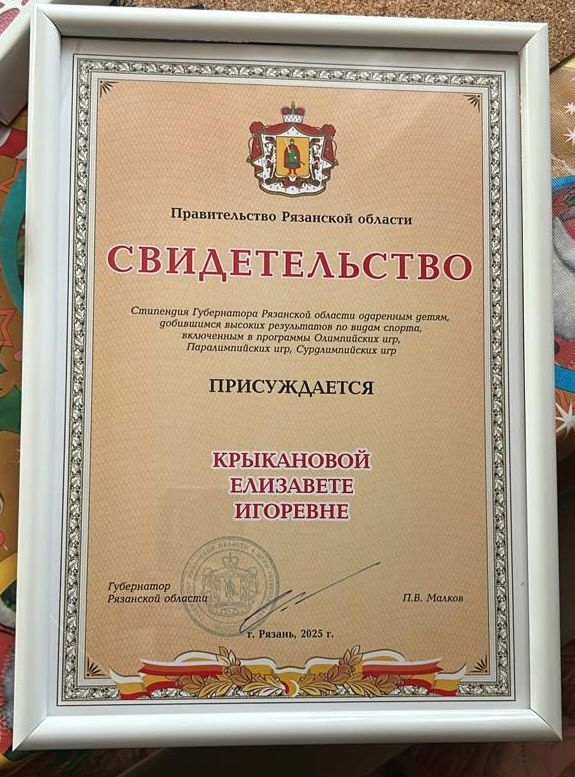 Правительство Рязанской области
СВИДЕТЕЛЬСТВО
Стипендия Губернатора Рязанской области одаренным детям,
добившимся высоких результатов по видам спорта,
включенным в программы Олимпийских игр,
Паралимпийских игр, Сурдлимпийских игр
ПРИСУЖДАЕТСЯ
КРЫКАНОВОЙ
ЕЛИЗАВЕТЕ
ИГОРЕВНЕ
Губернатор
Рязанской области
П.В. Малков
г. Рязань, 2025 г.